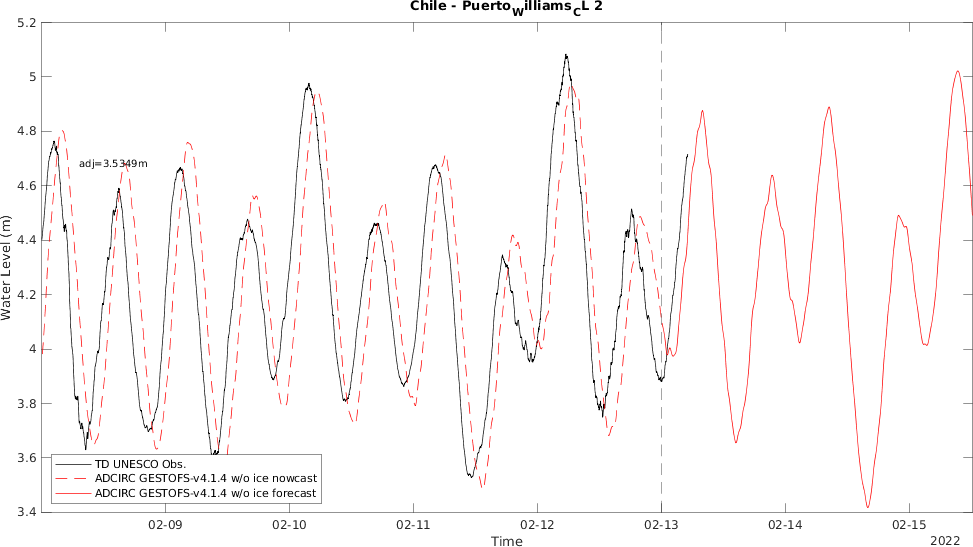 Chile - PuertoWilliamsCL 2
5.2
5
4.8
4.6
4.4
4.2
4
3.8
3.6
3.4
Water Level (m)
adj=3.5349m
TD UNESCO Obs.
ADCIRC GESTOFS-v4.1.4 w/o ice nowcast
ADCIRC GESTOFS-v4.1.4 w/o ice forecast
02-09 02-10 02-11 02-12 02-13 02-14 02-15
Time
2022